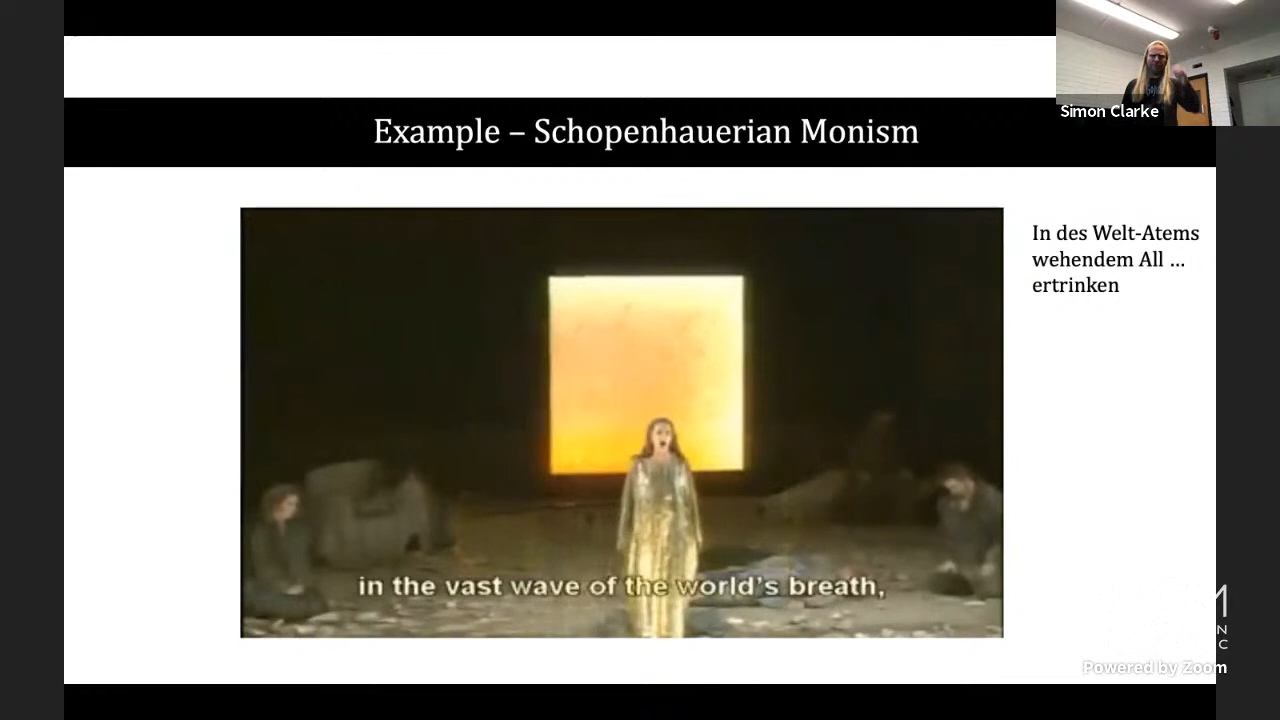 Simon Clarke
Example – Schopenhauerian Monism
In des Welt-Atems
wehendem All ...
ertrinken
in the vast wave of the world's breath,
M
N
C
Powered by Zoom